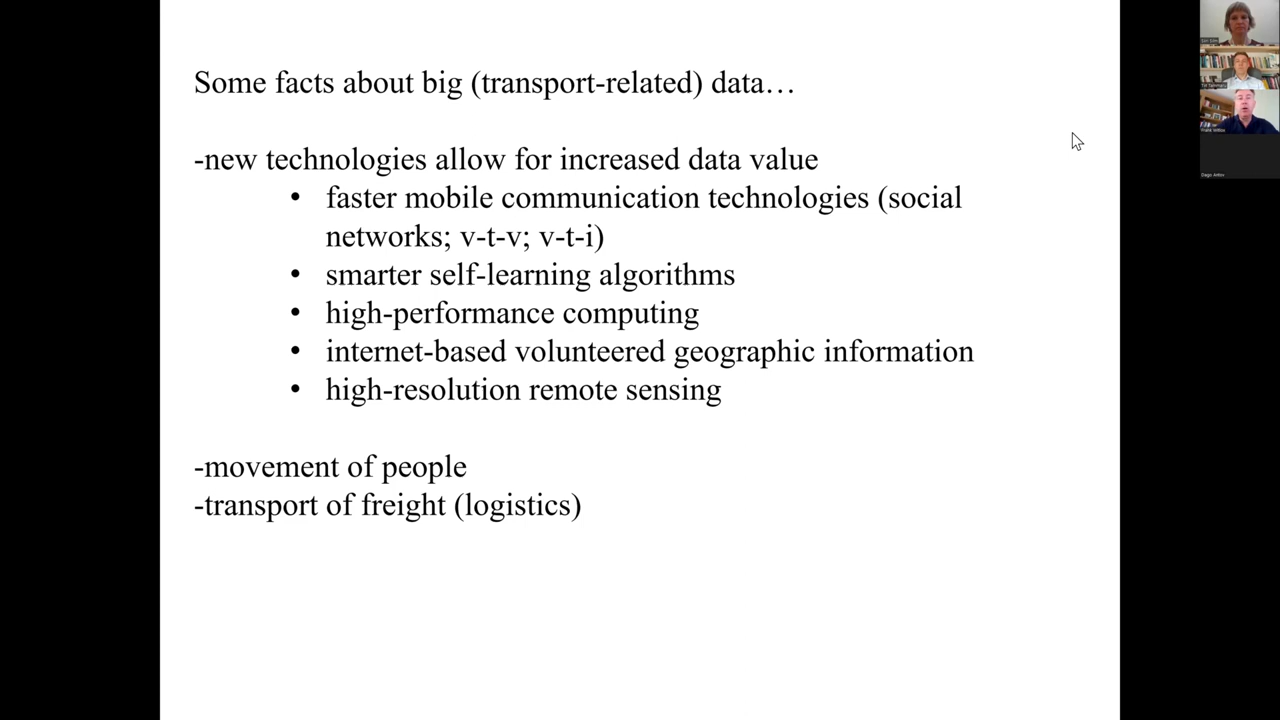 Some facts about big (transport-related) data…
-new technologies allow for increased data value
• faster mobile communication technologies (social
networks; v-t-v; v-t-i)
• smarter self-learning algorithms
• high-performance computing
• internet-based volunteered geographic information
• high-resolution remote sensing
-movement of people
-transport of freight (logistics)
Dago Antov